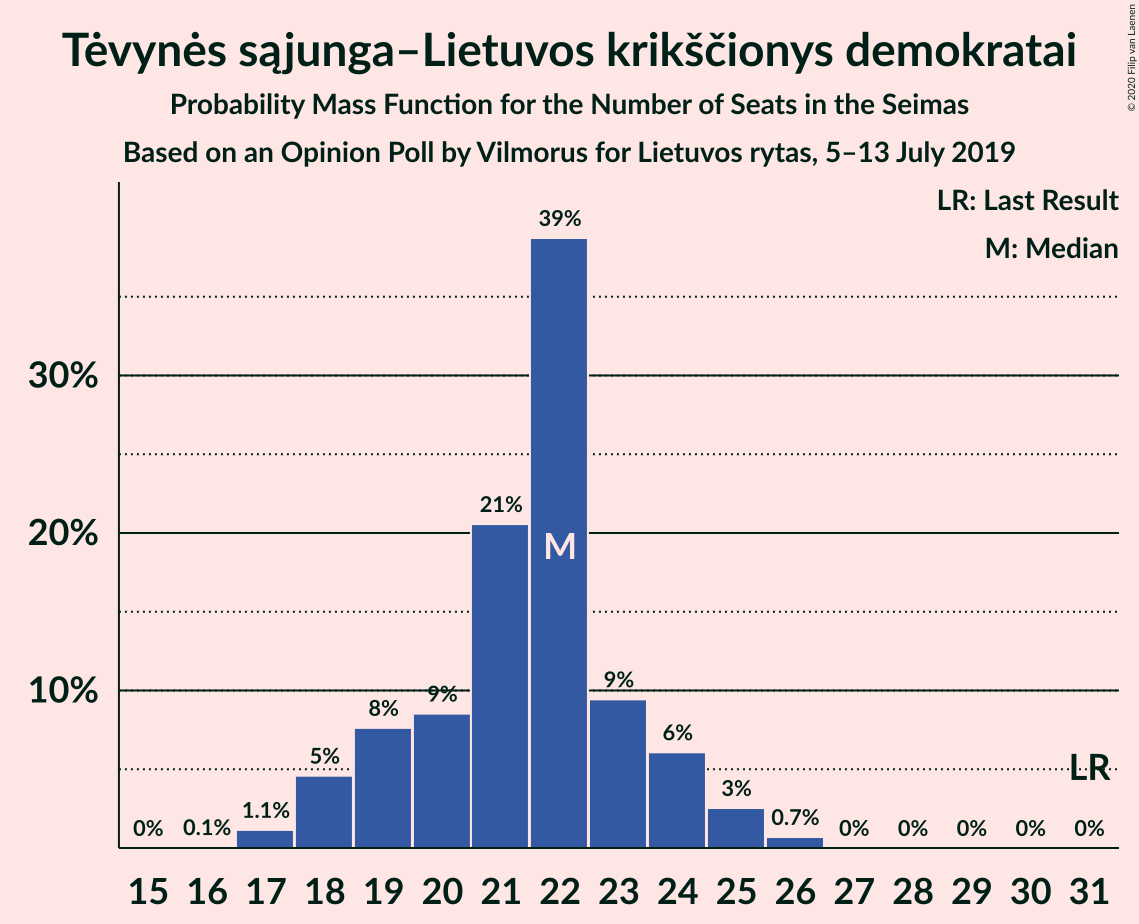 Tėvynės sąjunga–Lietuvos krikščionys demokratai
Probability Mass Function for the Number of Seats in the Seimas
Based on an Opinion Poll by Vilmorus for Lietuvos rytas, 5–13 July 2019
© 2020 Filip van Laenen
LR: Last Result
M: Median
30%
20%
10%
0%
0.1%
1.1%
5%
8%
9%
21%
39%
M
9%
6%
3%
0.7%
0%
0%
0%
0%
0%
LR
15 16 17 18 19 20 21 22 23 24 25 26 27 28 29 30 31